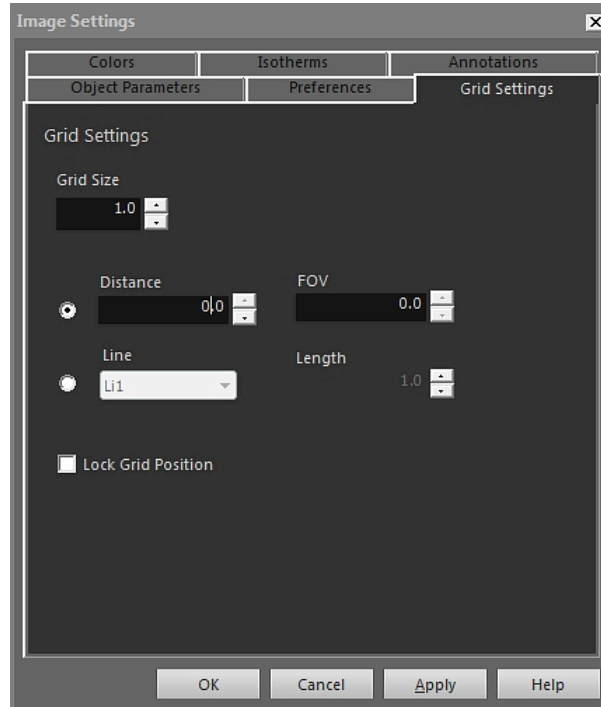 Image Settings
Colors Isotherms Annotations
Object Parameters Preferences Grid Settings
Grid Settings
Grid Size
1.0
Distance FOV
0.0 0.0
Line Length
Li1 1.0
Lock Grid Position
OK Cancel Apply Help